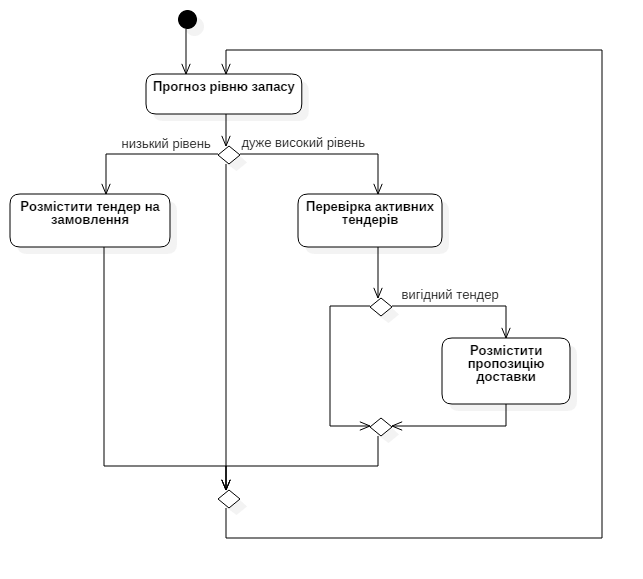 Прогноз рівню запасу
низький рівень
дуже високий рівень
Розмістити тендер на
замовлення
Перевірка активних
тендерів
вигідний тендер
Розмістити
пропозицію
доставки